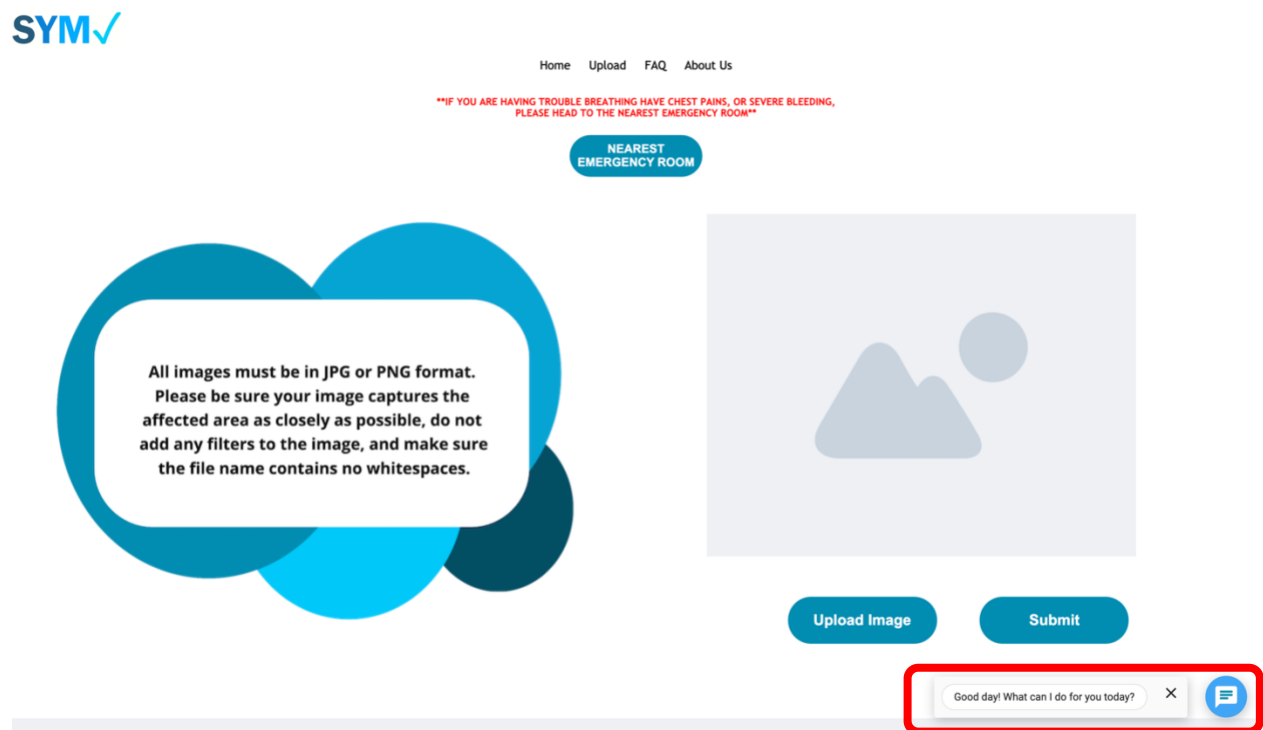 SYM✓
Home Upload FAQ About Us
**IF YOU ARE HAVING TROUBLE BREATHING HAVE CHEST PAINS, OR SEVERE BLEEDING,
PLEASE HEAD TO THE NEAREST EMERGENCY ROOM**
NEAREST
EMERGENCY ROOM
All images must be in JPG or PNG format.
Please be sure your image captures the
affected area as closely as possible, do not
add any filters to the image, and make sure
the file name contains no whitespaces.
Upload Image Submit
Good day! What can I do for you today?